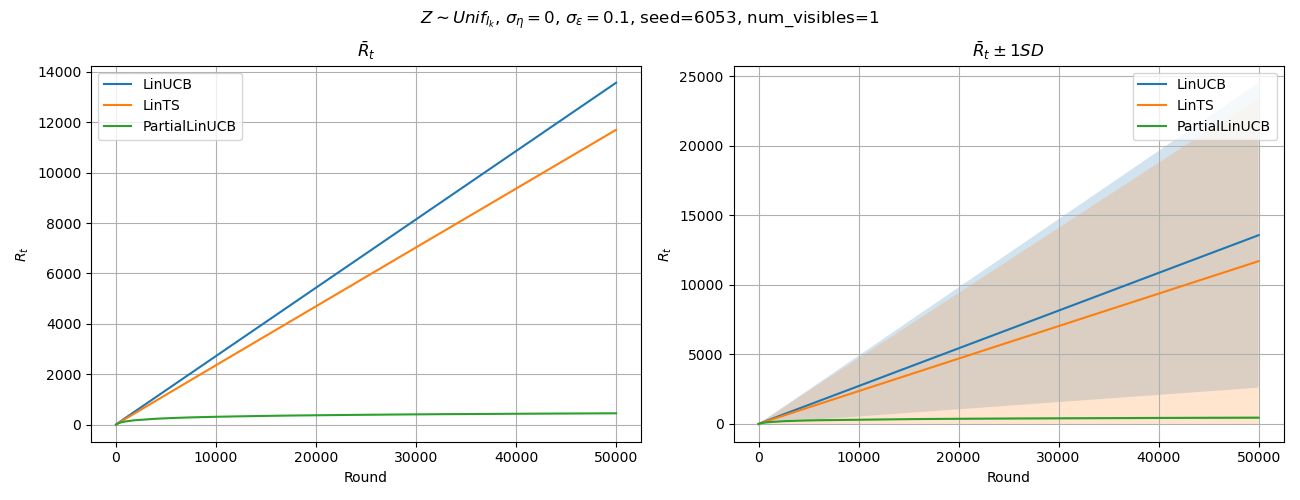 Z ∼ Unif_{I_k}, σ_η = 0, σ_ε = 0.1, seed=6053, num_visibles=1
R̄_t
14000
12000
10000
8000
6000
4000
2000
0
R_t
LinUCB
LinTS
PartialLinUCB
0 10000 20000 30000 40000 50000
Round
R̄_t ± 1SD
25000
20000
15000
10000
5000
0
R_t
LinUCB
LinTS
PartialLinUCB
0 10000 20000 30000 40000 50000
Round